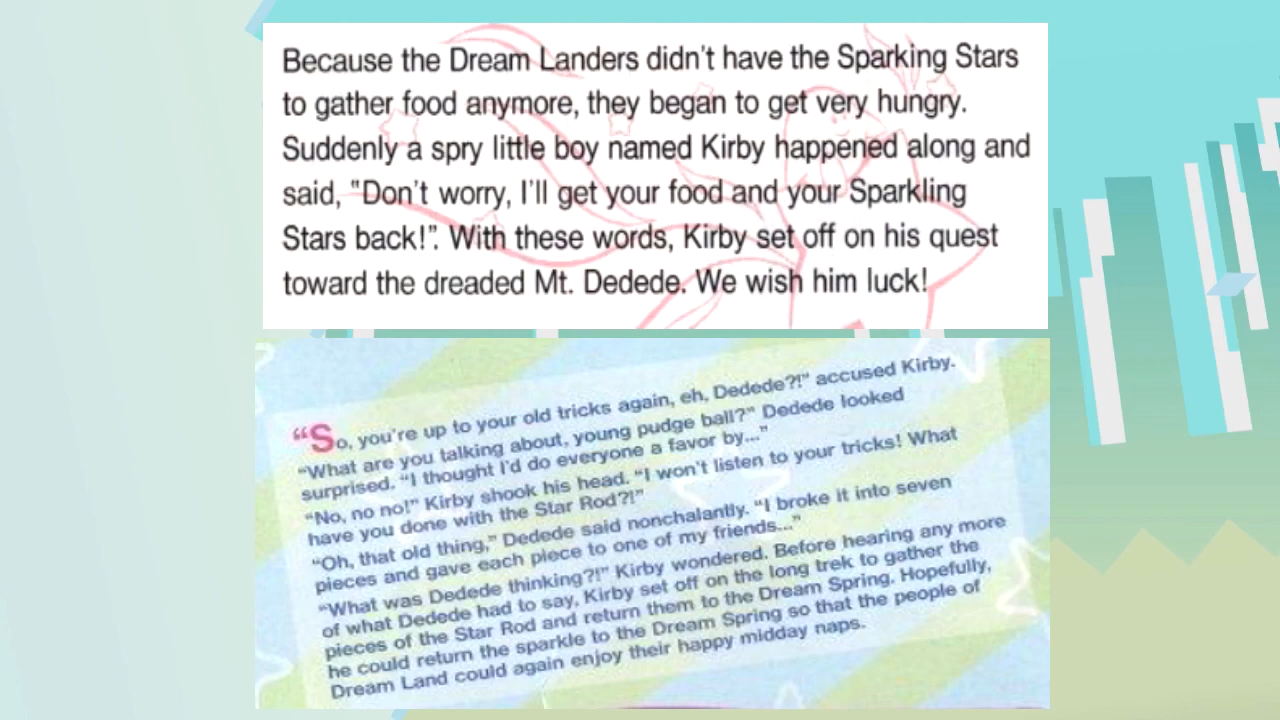 Because the Dream Landers didn't have the Sparking Stars
to gather food anymore, they began to get very hungry.
Suddenly a spry little boy named Kirby happened along and
said, "Don't worry, I'll get your food and your Sparkling
Stars back!". With these words, Kirby set off on his quest
toward the dreaded Mt. Dedede. We wish him luck!
“So, you're up to your old tricks again, eh, Dedede?!” accused Kirby.
“What are you talking about, young pudge ball?” Dedede looked
surprised. “I thought I'd do everyone a favor by...”
“No, no no!” Kirby shook his head. “I won't listen to your tricks! What
have you done with the Star Rod?!”
“Oh, that old thing,” Dedede said nonchalantly. “I broke it into seven
pieces and gave each piece to one of my friends...”
“What was Dedede thinking?!” Kirby wondered. Before hearing any more
of what Dedede had to say, Kirby set off on the long trek to gather the
pieces of the Star Rod and return them to the Dream Spring. Hopefully,
he could return the sparkle to the Dream Spring so that the people of
Dream Land could again enjoy their happy midday naps.